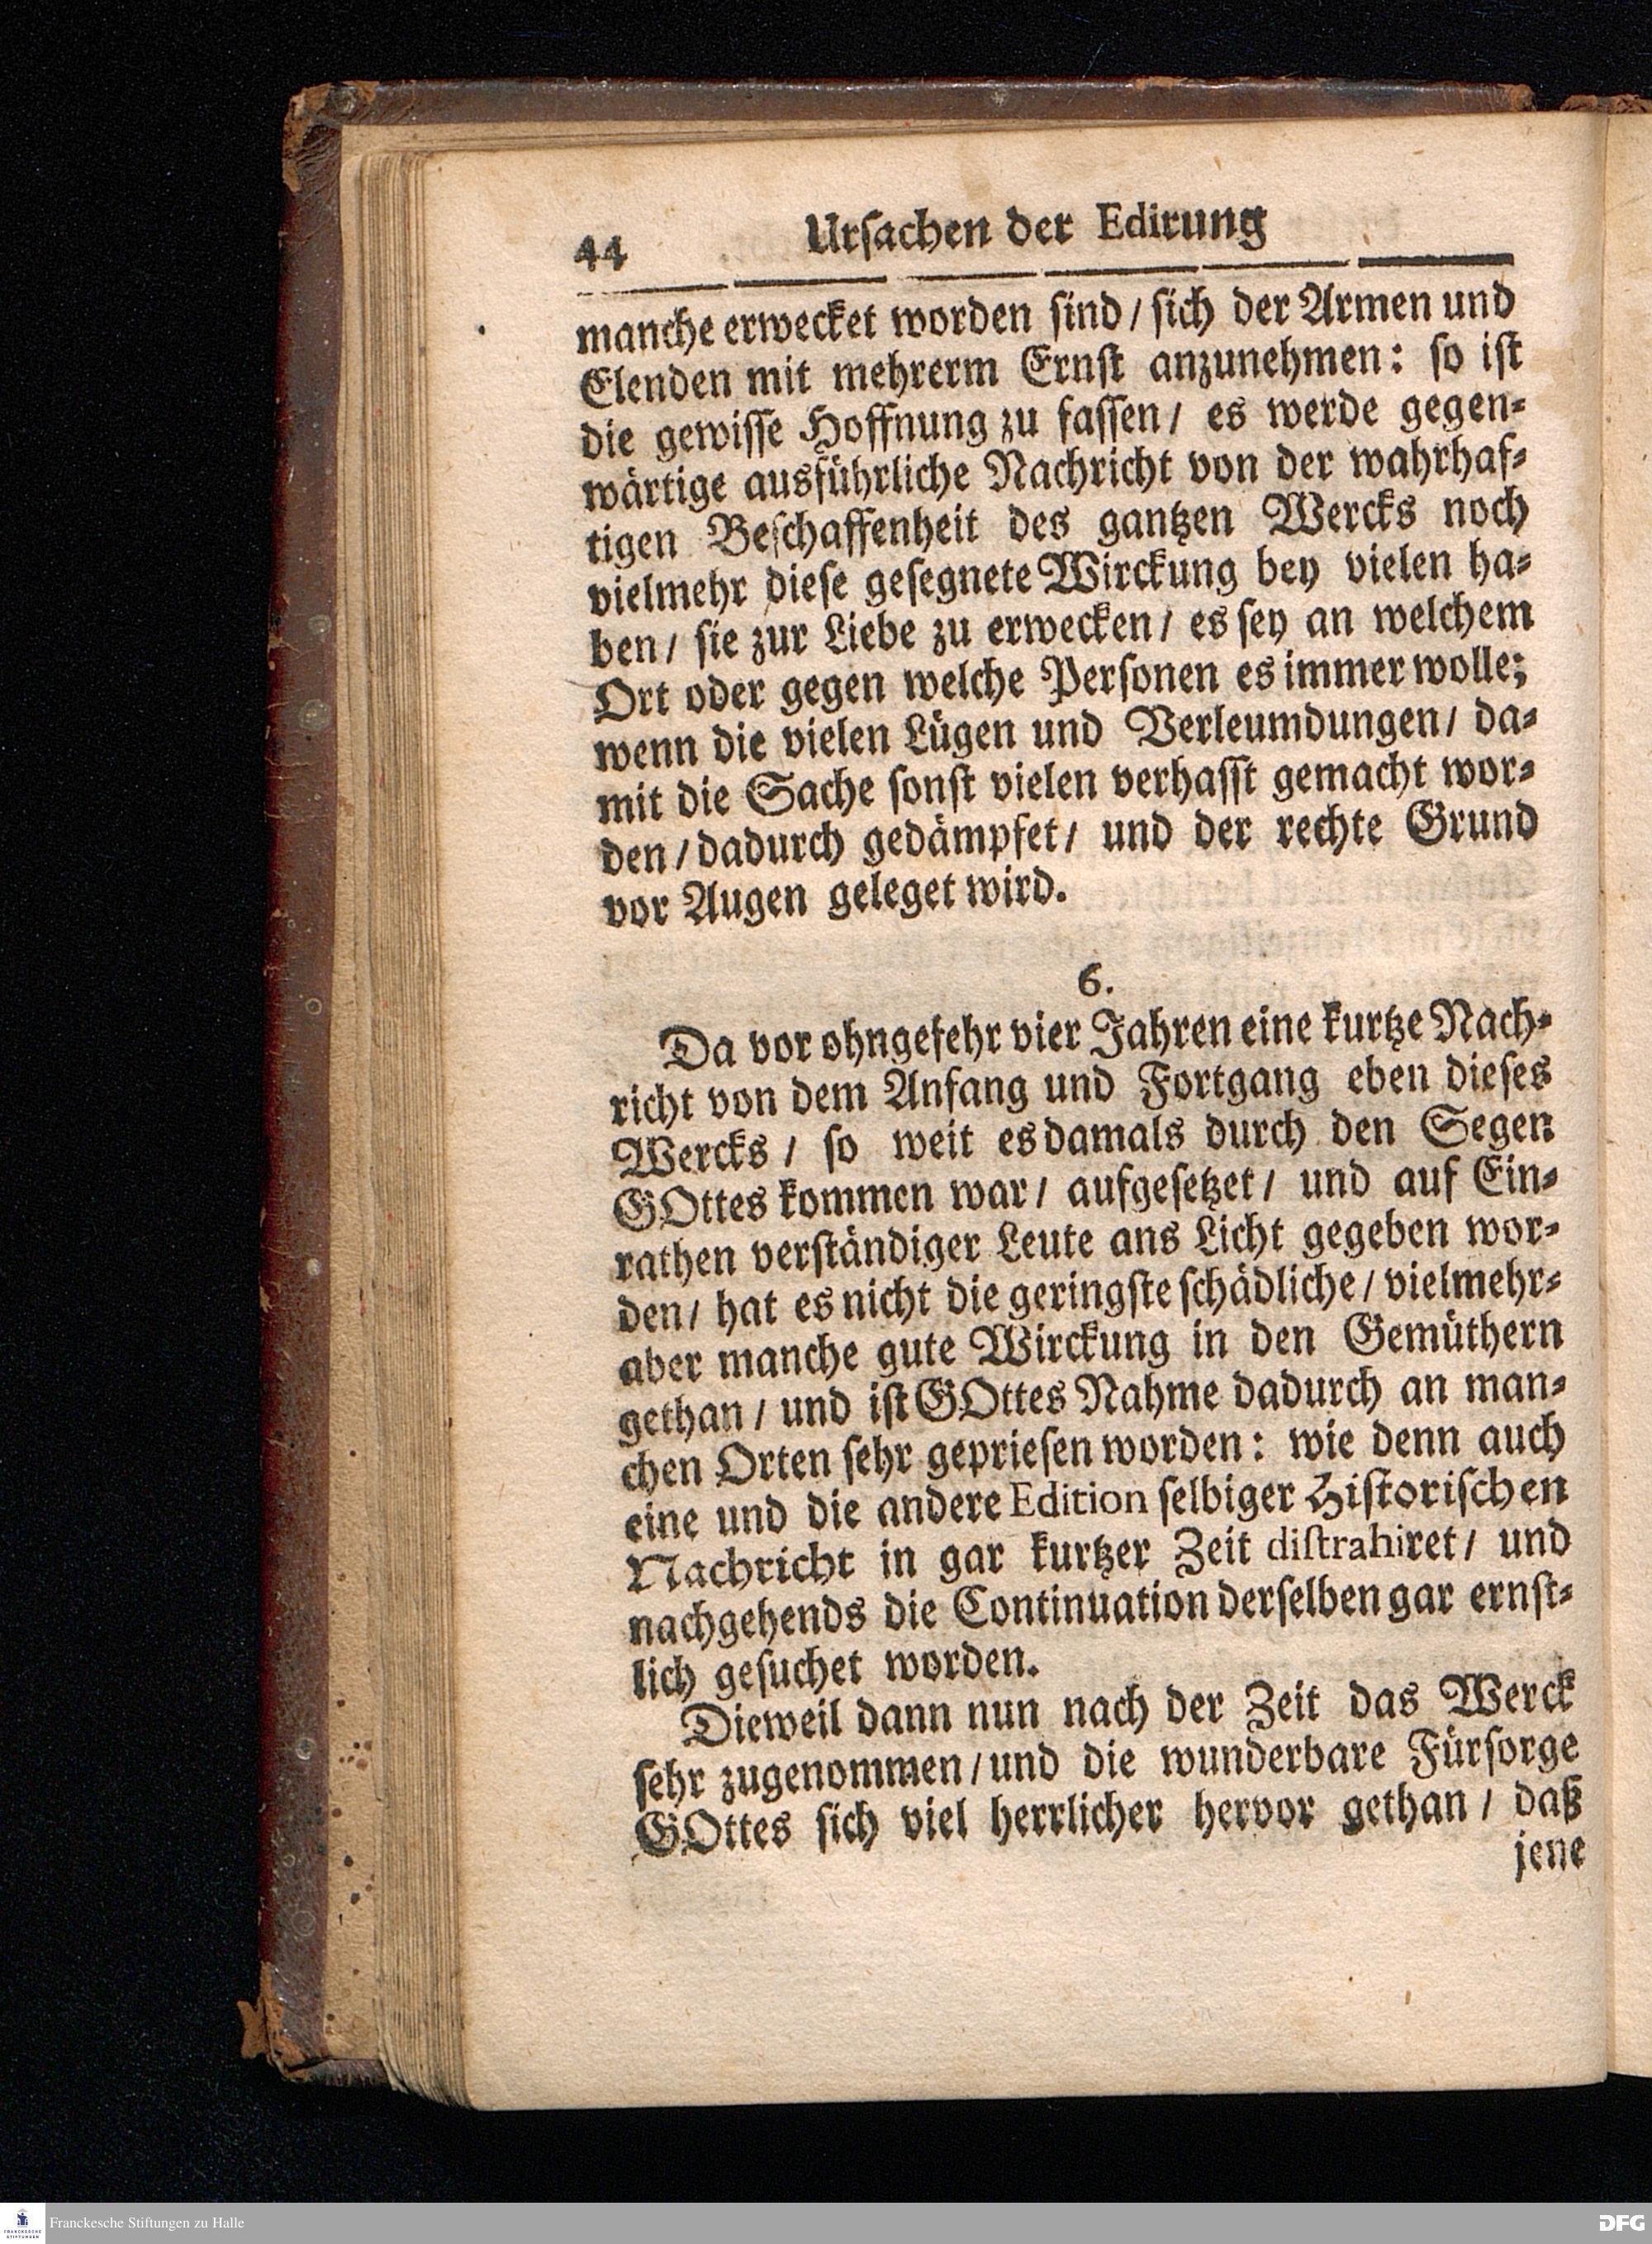 44 Urſachen der Edirung
manche erwecket worden ſind / ſich der Armen und
Elenden mit mehrerm Ernſt anzunehmen: ſo iſt
die gewiſſe Hoffnung zu faſſen / es werde gegen-
wärtige ausführliche Nachricht von der wahrhaf-
tigen Beſchaffenheit des gantzen Wercks noch
vielmehr dieſe geſegnete Wirckung bey vielen ha-
ben / ſie zur Liebe zu erwecken / es ſey an welchem
Ort oder gegen welche Perſonen es immer wolle;
wenn die vielen Lügen und Verleumdungen / da-
mit die Sache ſonſt vielen verhaſſt gemacht wor-
den / dadurch gedämpfet / und der rechte Grund
vor Augen geleget wird.
6.
Da vor ohngefehr vier Jahren eine kurtze Nach-
richt von dem Anfang und Fortgang eben dieſes
Wercks / ſo weit es damals durch den Segen
GOttes kommen war / aufgeſetzet / und auf Ein-
rathen verſtändiger Leute ans Licht gegeben wor-
den / hat es nicht die geringſte ſchädliche / vielmehr-
aber manche gute Wirckung in den Gemüthern
gethan / und iſt GOttes Nahme dadurch an man-
chen Orten ſehr geprieſen worden: wie denn auch
eine und die andere Edition ſelbiger Hiſtoriſchen
Nachricht in gar kurtzer Zeit diſtrahiret / und
nachgehends die Continuation derſelben gar ernſt-
lich geſuchet worden.
Dieweil dann nun nach der Zeit das Werck
ſehr zugenommen / und die wunderbare Fürſorge
GOttes ſich viel herrlicher hervor gethan / daß
jene
FRANCKESCHE STIFTUNGEN
Franckesche Stiftungen zu Halle
DFG